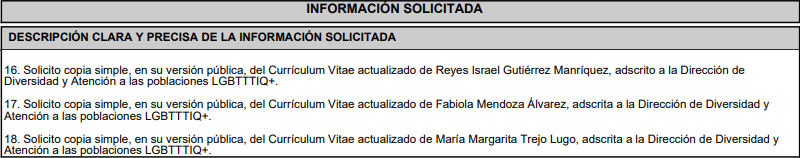 INFORMACIÓN SOLICITADA
DESCRIPCIÓN CLARA Y PRECISA DE LA INFORMACIÓN SOLICITADA
16. Solicito copia simple, en su versión pública, del Currículum Vitae actualizado de Reyes Israel Gutiérrez Manríquez, adscrito a la Dirección de
Diversidad y Atención a las poblaciones LGBTTTIQ+.
17. Solicito copia simple, en su versión pública, del Currículum Vitae actualizado de Fabiola Mendoza Álvarez, adscrita a la Dirección de Diversidad y
Atención a las poblaciones LGBTTTIQ+.
18. Solicito copia simple, en su versión pública, del Currículum Vitae actualizado de María Margarita Trejo Lugo, adscrita a la Dirección de Diversidad y
Atención a las poblaciones LGBTTTIQ+.